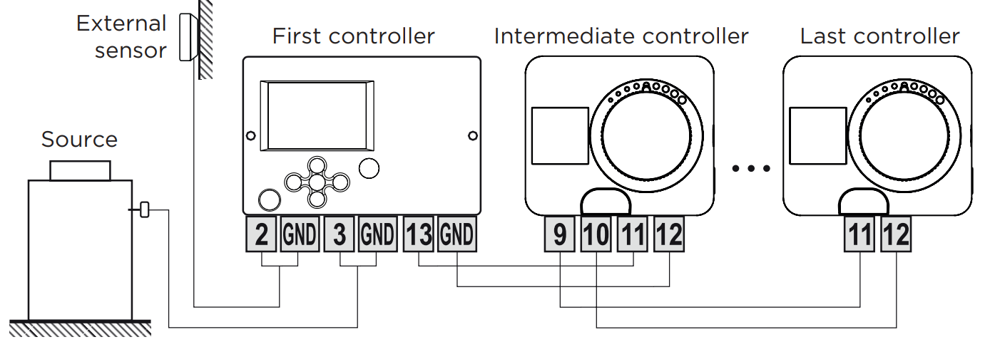 External
sensor
First controller
Intermediate controller
Last controller
Source
2 GND 3 GND 13 GND
9 10 11 12
11 12